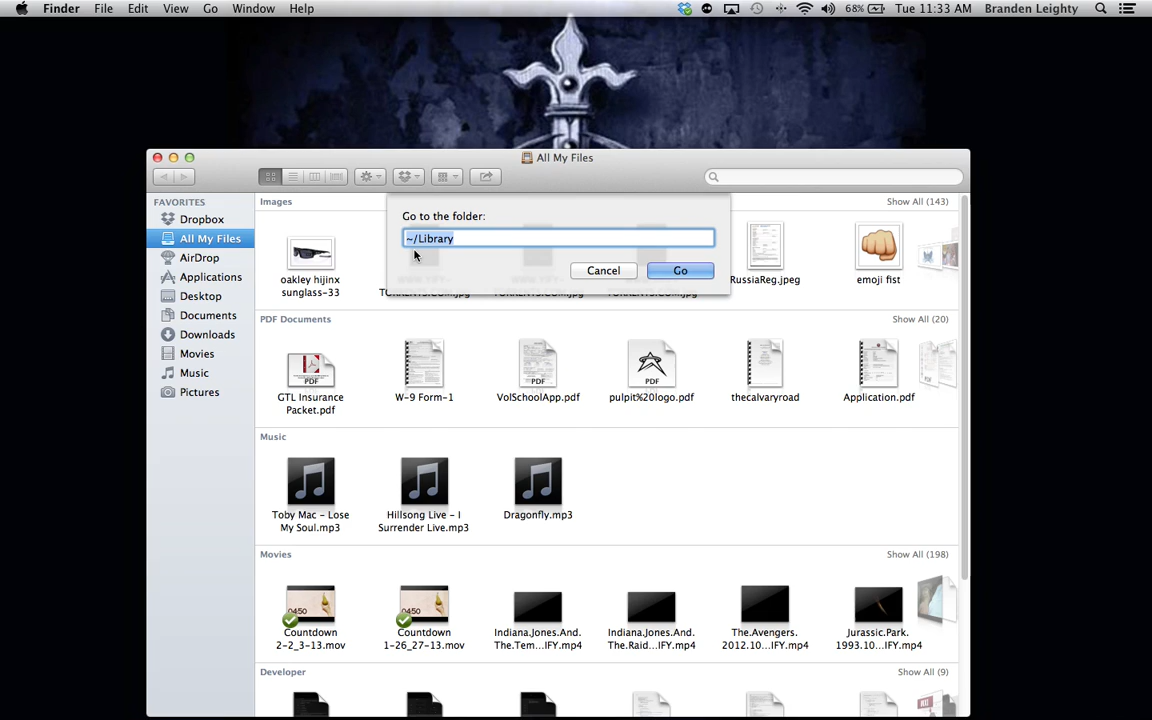 Finder File Edit View Go Window Help 68% Tue 11:33 AM Branden Leighty
All My Files
FAVORITES
Dropbox
All My Files
AirDrop
Applications
Desktop
Documents
Downloads
Movies
Music
Pictures
Go to the folder:
~/Library
Cancel Go
Images Show All (143)
oakley hijinx
sunglass-33
RussiaReg.jpeg
emoji fist
PDF Documents Show All (20)
PDF
GTL Insurance
Packet.pdf
W-9 Form-1
PDF
VolSchoolApp.pdf
PDF
pulpit%20logo.pdf
thecalvaryroad
Application.pdf
Music
Toby Mac - Lose
My Soul.mp3
Hillsong Live - I
Surrender Live.mp3
Dragonfly.mp3
Movies Show All (198)
0450
Countdown
2-2_3-13.mov
0450
Countdown
1-26_27-13.mov
Indiana.Jones.And.
The.Tem...IFY.mp4
Indiana.Jones.And.
The.Raid...IFY.mp4
The.Avengers.
2012.10...IFY.mp4
Jurassic.Park.
1993.10...IFY.mp4
Developer Show All (9)